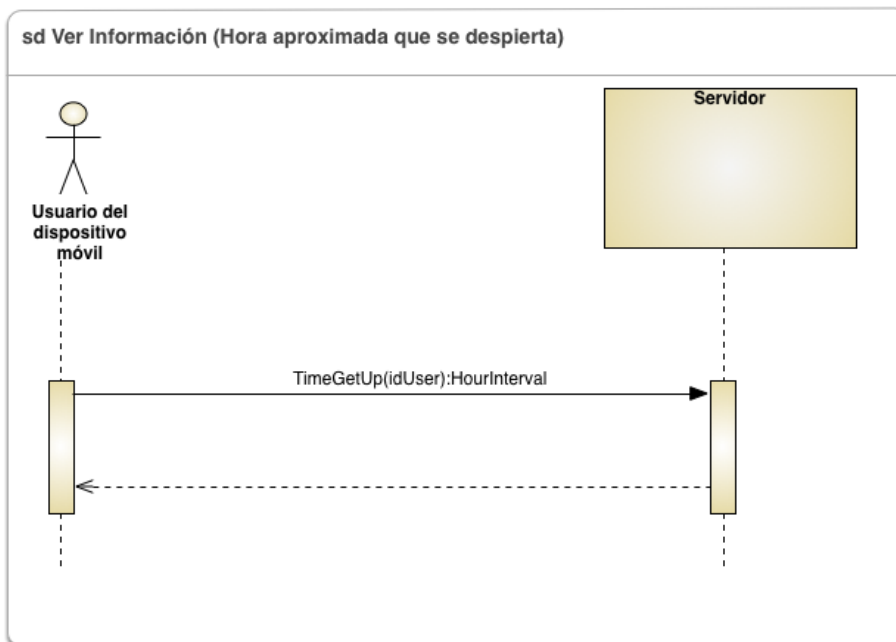 sd Ver Información (Hora aproximada que se despierta)
Servidor
Usuario del
dispositivo
móvil
TimeGetUp(idUser):HourInterval